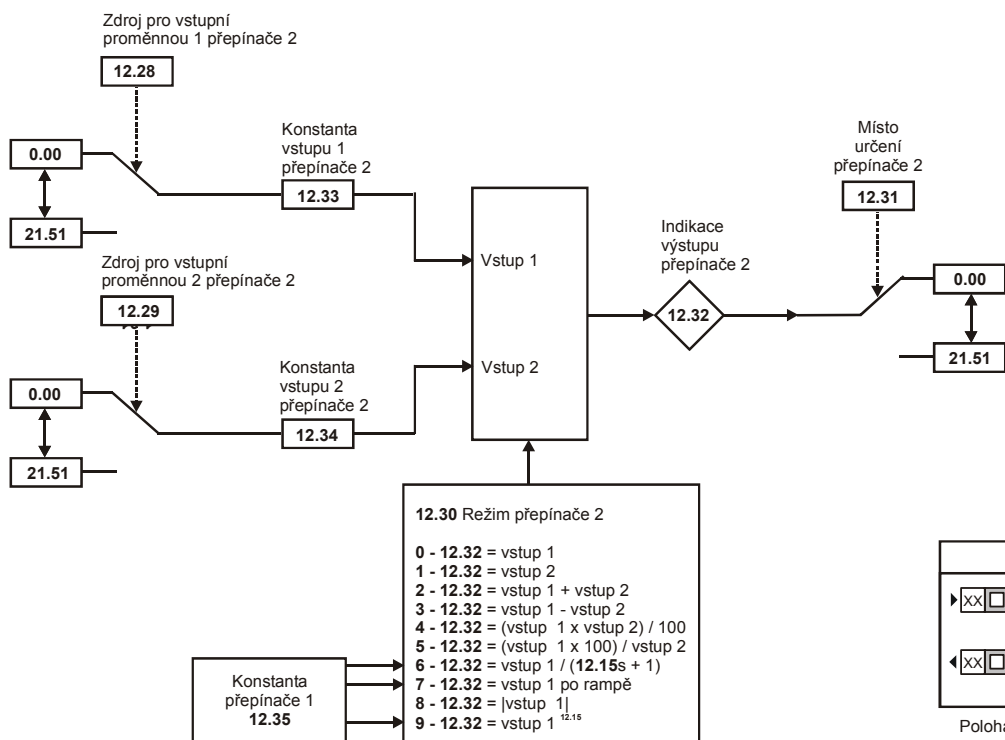 Zdroj pro vstupní
proměnnou 1 přepínače 2
12.28
0.00
21.51
Konstanta
vstupu 1
přepínače 2
12.33
Zdroj pro vstupní
proměnnou 2 přepínače 2
12.29
0.00
21.51
Konstanta
vstupu 2
přepínače 2
12.34
Vstup 1
Vstup 2
Indikace
výstupu
přepínače 2
12.32
Místo
určení
přepínače 2
12.31
0.00
21.51
12.30 Režim přepínače 2
0 - 12.32 = vstup 1
1 - 12.32 = vstup 2
2 - 12.32 = vstup 1 + vstup 2
3 - 12.32 = vstup 1 - vstup 2
4 - 12.32 = (vstup 1 x vstup 2) / 100
5 - 12.32 = (vstup 1 x 100) / vstup 2
6 - 12.32 = vstup 1 / (12.15s + 1)
7 - 12.32 = vstup 1 po rampě
8 - 12.32 = |vstup 1|
9 - 12.32 = vstup 1 12.15
Konstanta
přepínače 1
12.35
XX
XX
Poloha